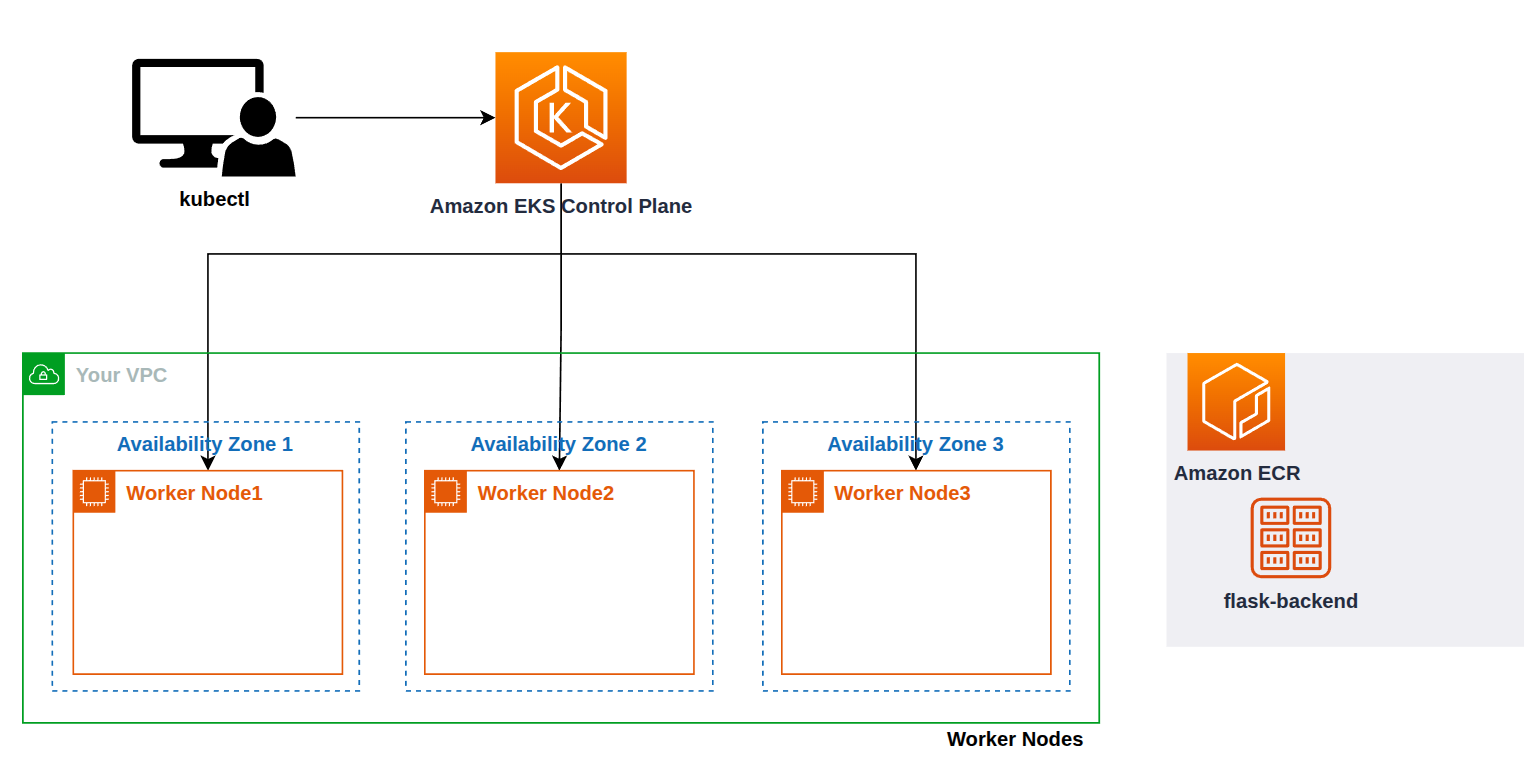 kubectl
Amazon EKS Control Plane
Your VPC
Availability Zone 1
Availability Zone 2
Availability Zone 3
Worker Node1
Worker Node2
Worker Node3
Worker Nodes
Amazon ECR
flask-backend